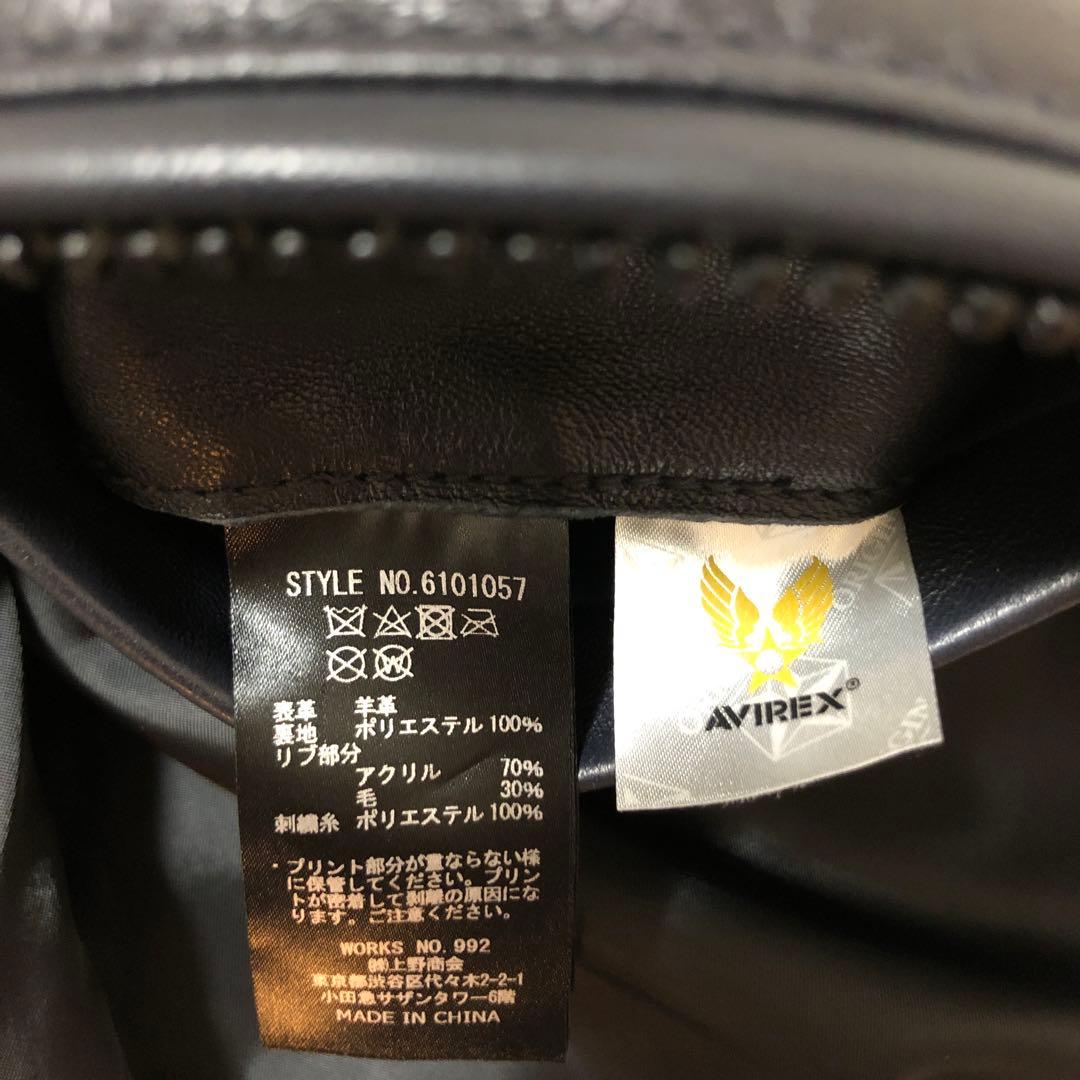 STYLE NO.6101057
表革 羊革
裏地 ポリエステル 100%
リブ部分
アクリル 70%
毛 30%
刺繍糸 ポリエステル 100%
・プリント部分が重ならない様
に保管してください。プリン
トが密着して剥離の原因にな
ります。ご注意ください。
WORKS NO. 992
㈱上野商会
東京都渋谷区代々木2-2-1
小田急サザンタワー6階
MADE IN CHINA
AVIREX®